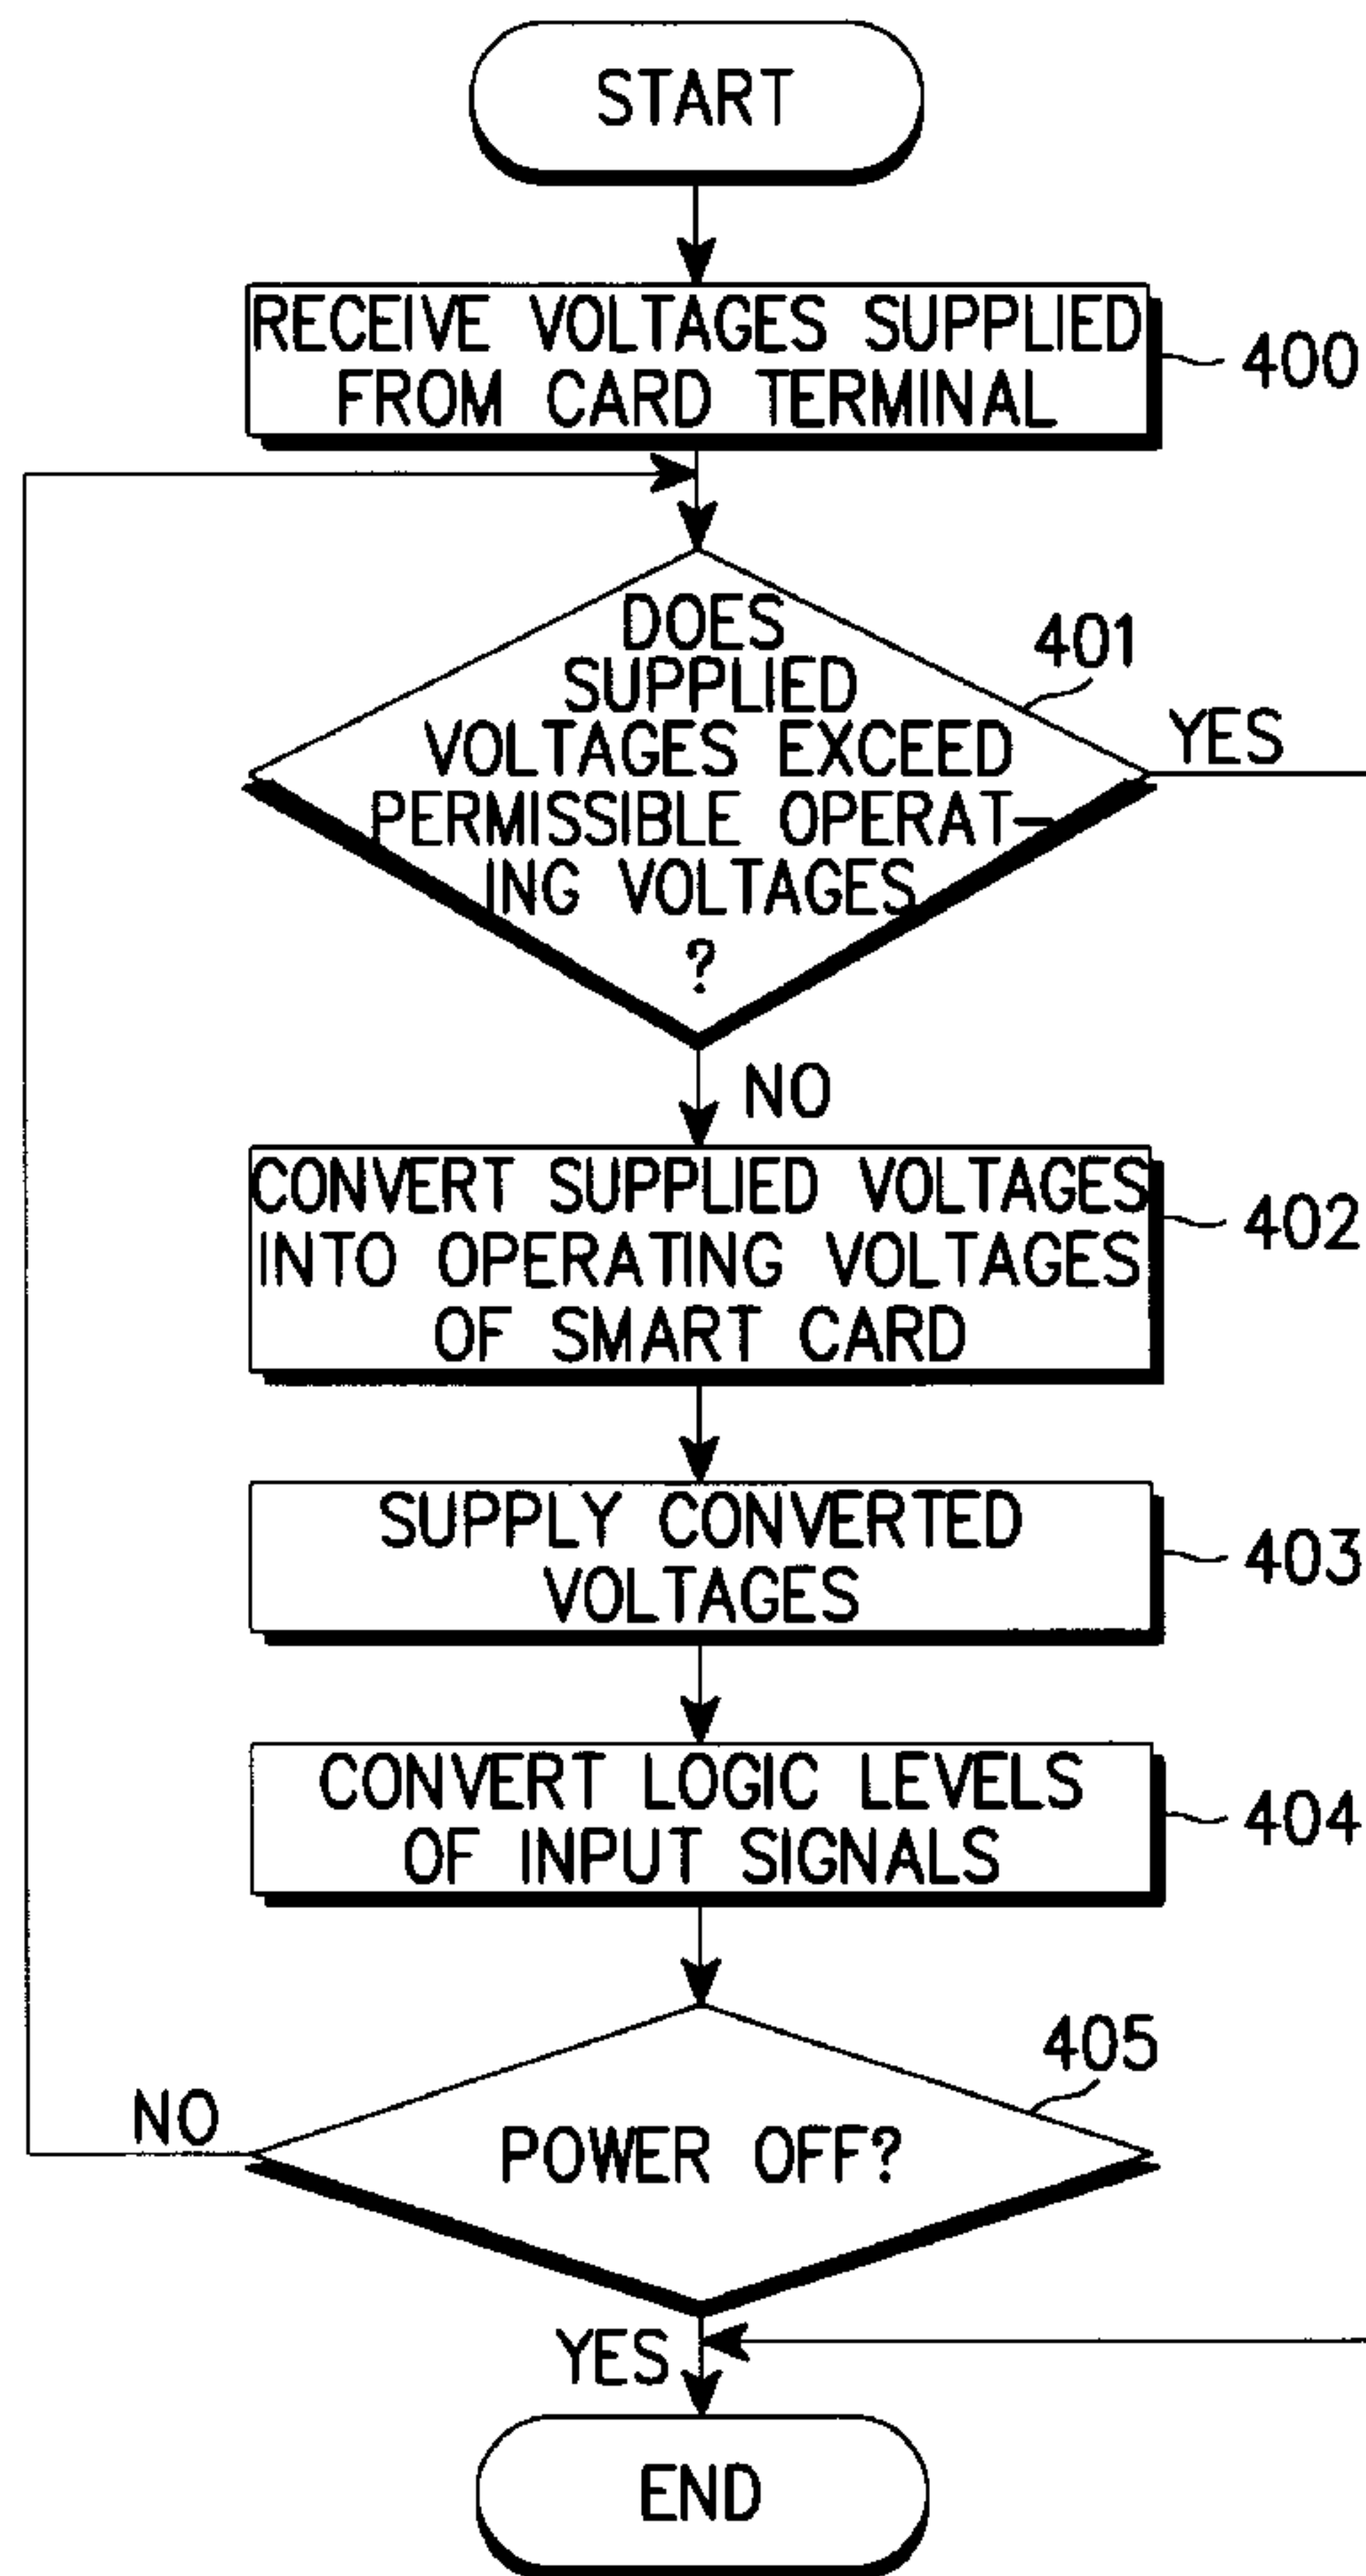 START
RECEIVE VOLTAGES SUPPLIED
FROM CARD TERMINAL
400
DOES
SUPPLIED
VOLTAGES EXCEED
PERMISSIBLE OPERAT-
ING VOLTAGES
?
401
YES
NO
CONVERT SUPPLIED VOLTAGES
INTO OPERATING VOLTAGES
OF SMART CARD
402
SUPPLY CONVERTED
VOLTAGES
403
CONVERT LOGIC LEVELS
OF INPUT SIGNALS
404
405
NO
POWER OFF?
YES
END